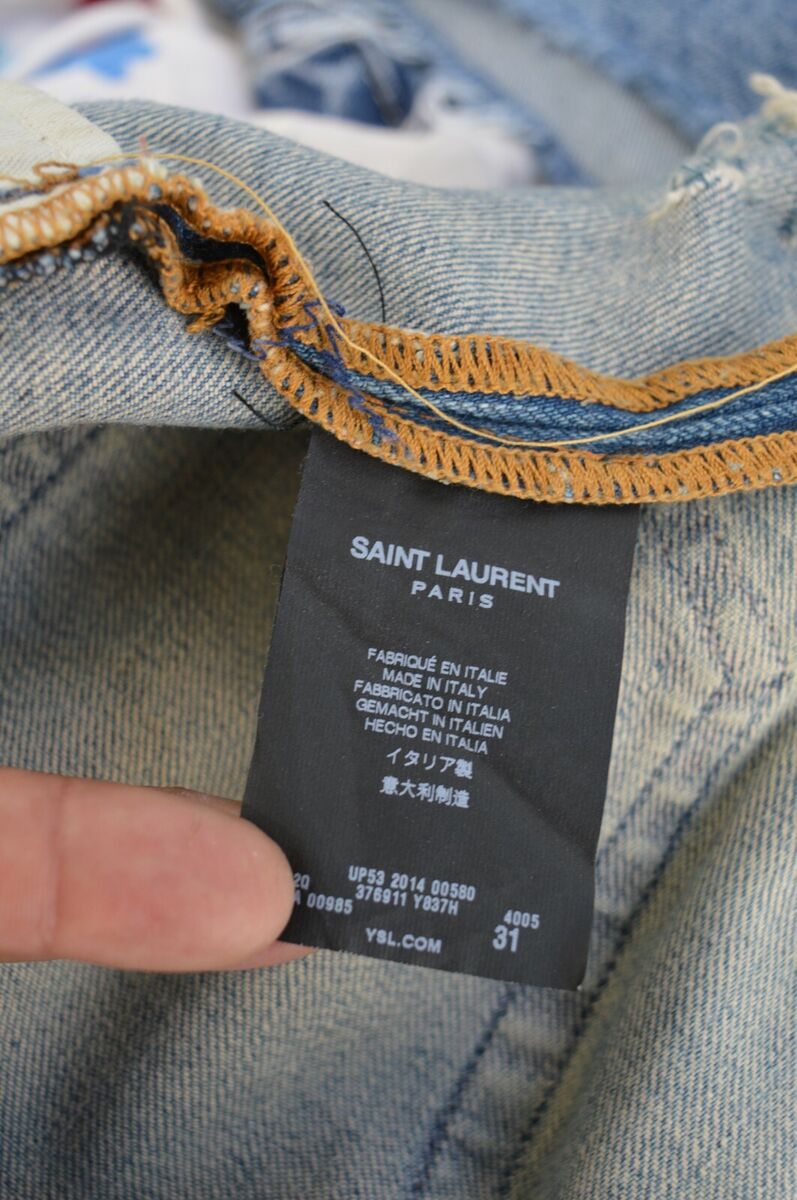 SAINT LAURENT
PARIS
FABRIQUÉ EN ITALIE
MADE IN ITALY
FABBRICATO IN ITALIA
GEMACHT IN ITALIEN
HECHO EN ITALIA
イタリア製
意大利制造
20 UP53 2014 00580
00985 376911 Y837H 4005
YSL.COM 31